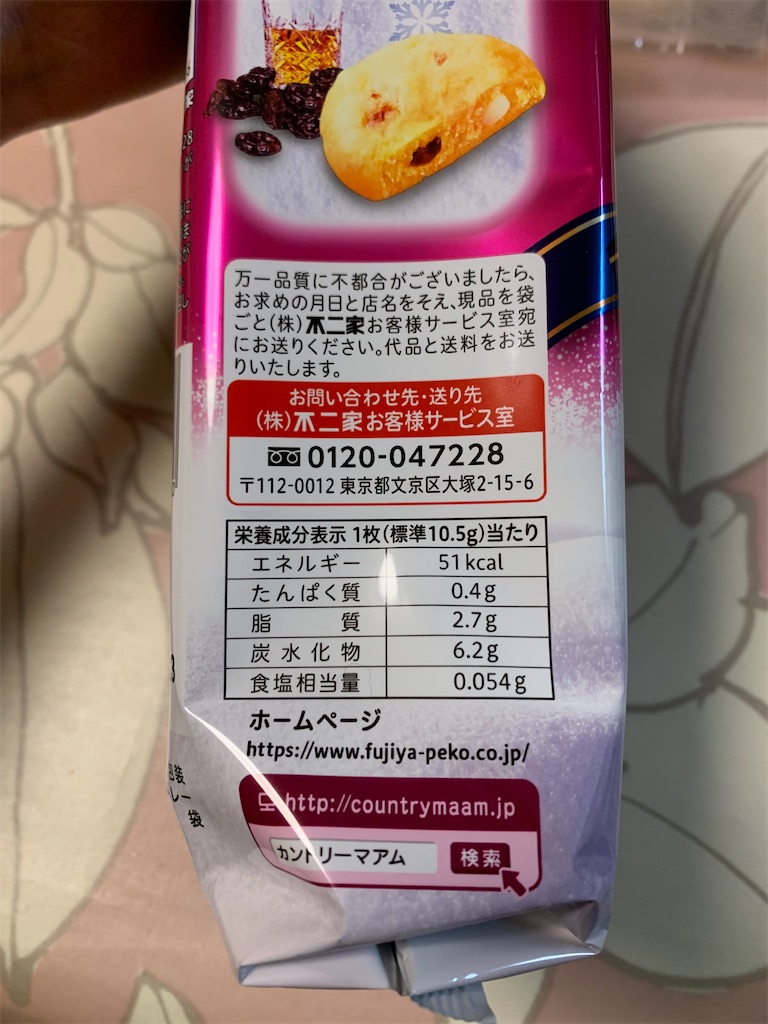 万一品質に不都合がございましたら、
お求めの月日と店名をそえ、現品を袋
ごと(株)不二家お客様サービス室宛
にお送りください。代品と送料をお送
りいたします。
お問い合わせ先・送り先
(株)不二家お客様サービス室
0120-047228
〒112-0012 東京都文京区大塚2-15-6
栄養成分表示 1枚(標準10.5g)当たり
エネルギー 51kcal
たんぱく質 0.4g
脂質 2.7g
炭水化物 6.2g
食塩相当量 0.054g
ホームページ
https://www.fujiya-peko.co.jp/
http://countrymaam.jp
カントリーマアム 検索
包装
袋